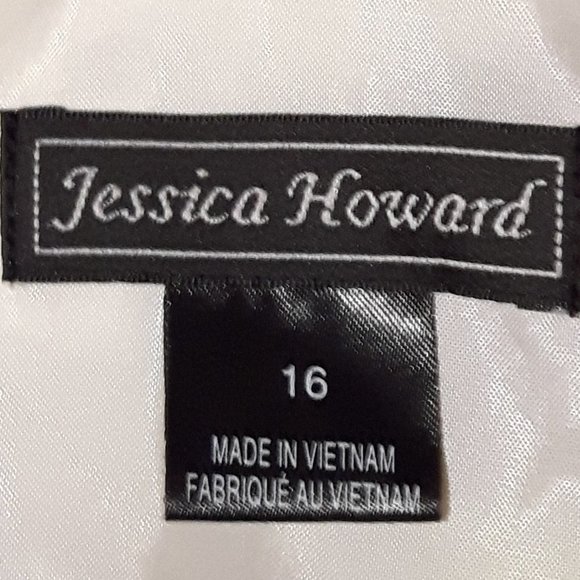 Jessica Howard
16
MADE IN VIETNAM
FABRIQUÉ AU VIETNAM